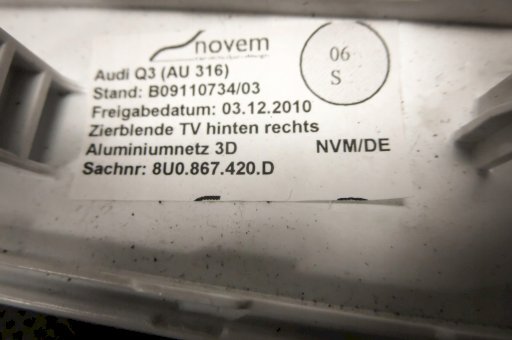 novem
06
S
Audi Q3 (AU 316)
Stand: B09110734/03
Freigabedatum: 03.12.2010
Zierblende TV hinten rechts
Aluminiumnetz 3D NVM/DE
Sachnr: 8U0.867.420.D